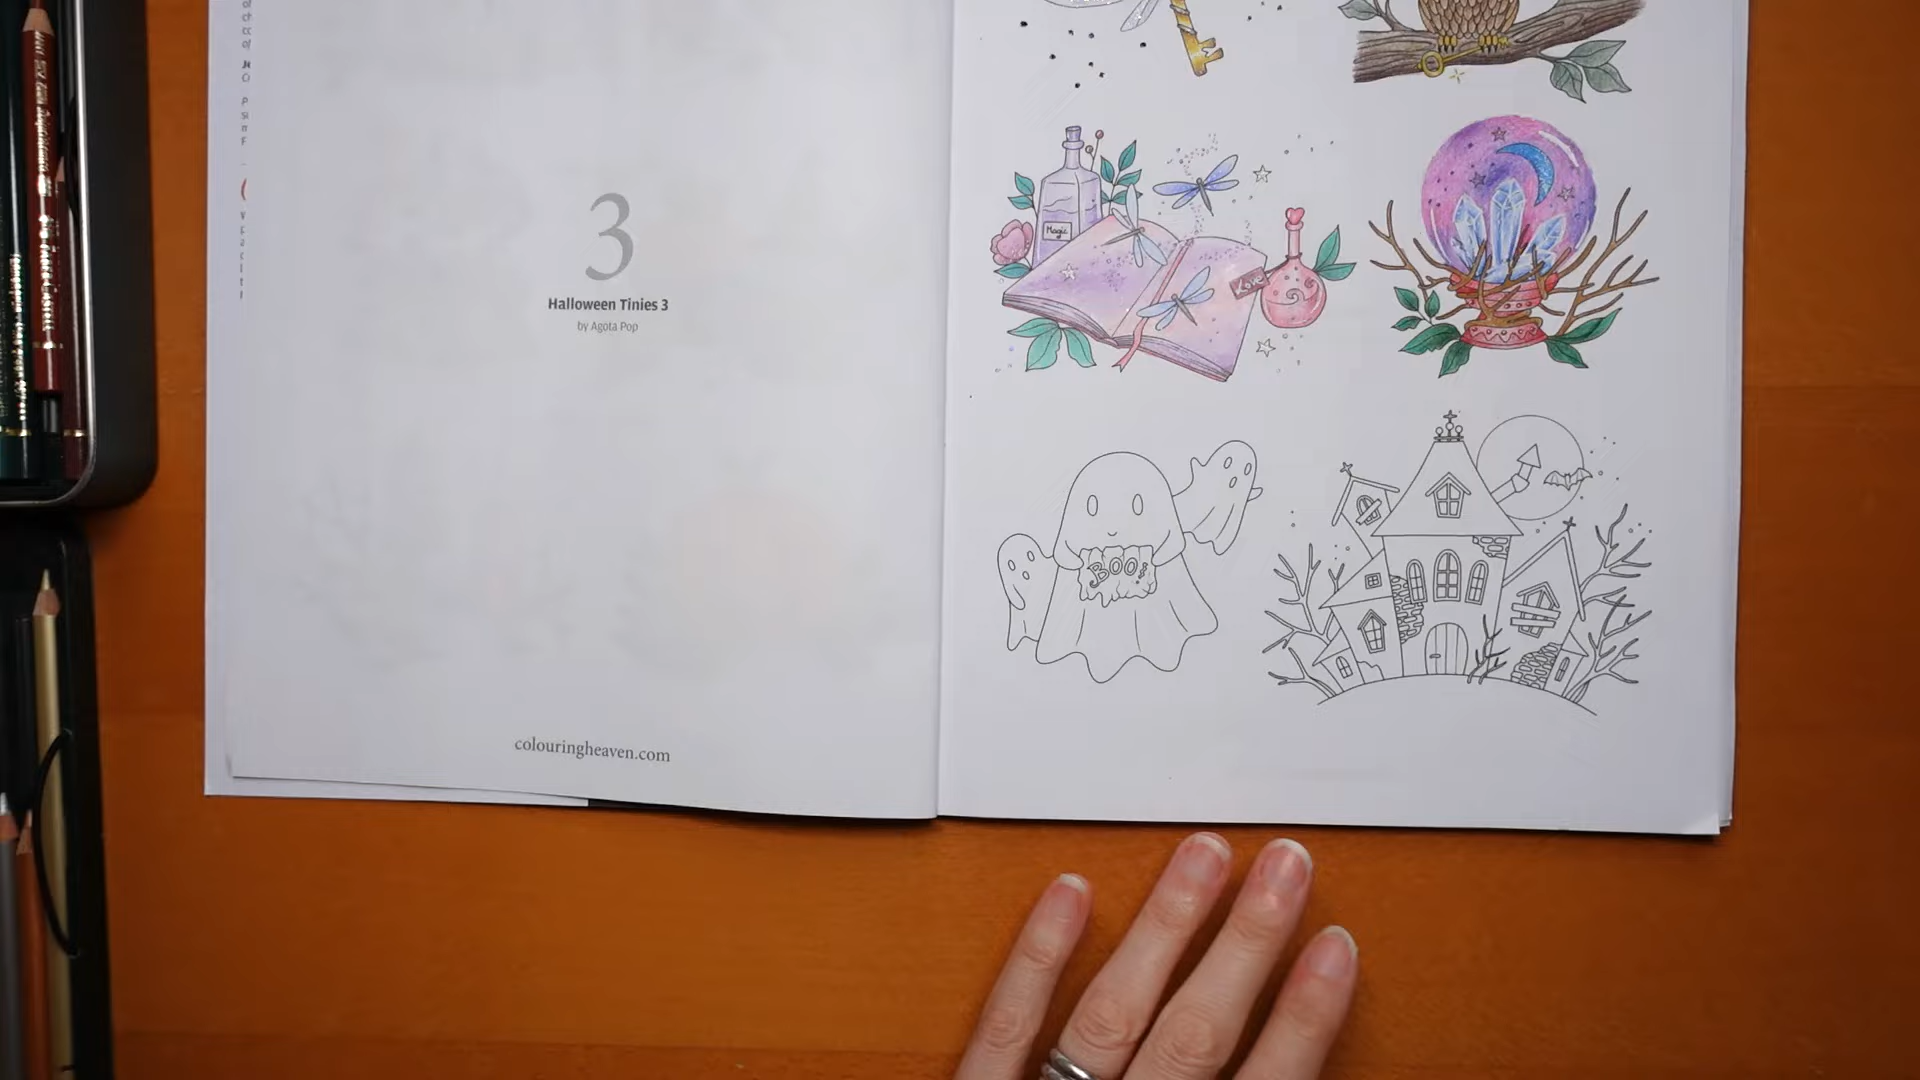 3
Halloween Tinies 3
by Agota Pop
colouringheaven.com
Magic
Love
BOO!